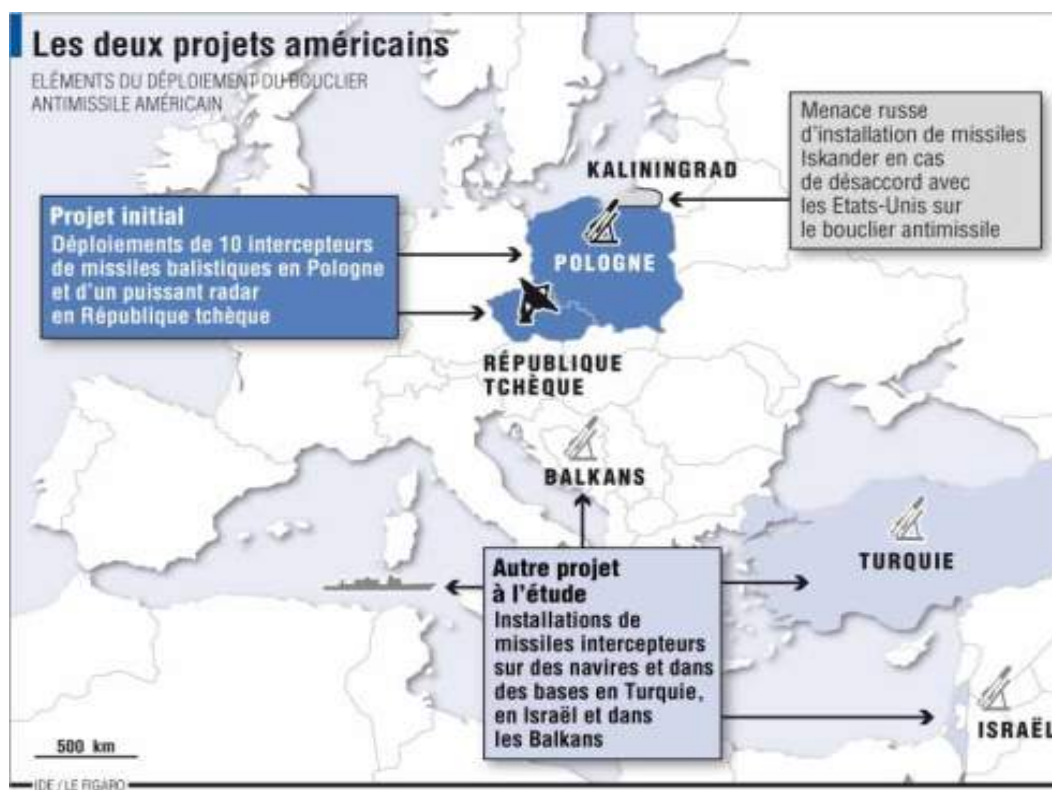 Les deux projets américains
ELÉMENTS DU DÉPLOIEMENT DU BOUCLIER
ANTIMISSILE AMÉRICAIN
Menace russe
d'installation de missiles
Iskander en cas
de désaccord avec
les Etats-Unis sur
le bouclier antimissile
KALININGRAD
Projet initial
Déploiements de 10 intercepteurs
de missiles balistiques en Pologne
et d'un puissant radar
en République tchèque
POLOGNE
RÉPUBLIQUE
TCHÈQUE
BALKANS
TURQUIE
Autre projet
à l'étude
Installations de
missiles intercepteurs
sur des navires et dans
des bases en Turquie,
en Israël et dans
les Balkans
ISRAËL
500 km
IDE / LE FIGARO